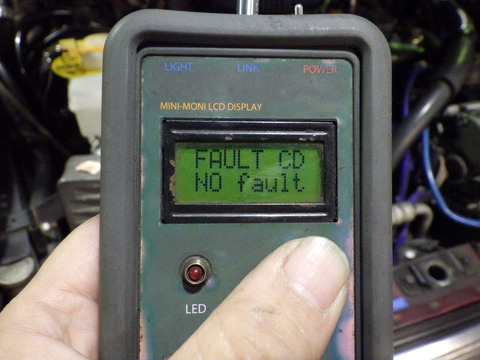 LIGHT LINK POWER
MINI-MONI LCD DISPLAY
FAULT CD
NO fault
LED